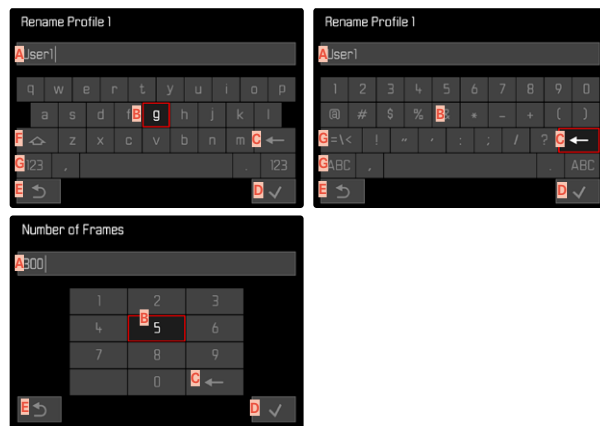 Rename Profile 1
A User1
q w e r t y u i o p
a s d f B g h j k l
F z x c v b n m C ←
G 123 , . 123
E D ✓
Rename Profile 1
A User1
1 2 3 4 5 6 7 8 9 0
@ # $ % B & * - + ( )
G =\< ! " ' : ; / ? C ←
G ABC , . ABC
E D ✓
Number of Frames
A 300
1 2 3
4 B 5 6
7 8 9
0 C ←
E D ✓